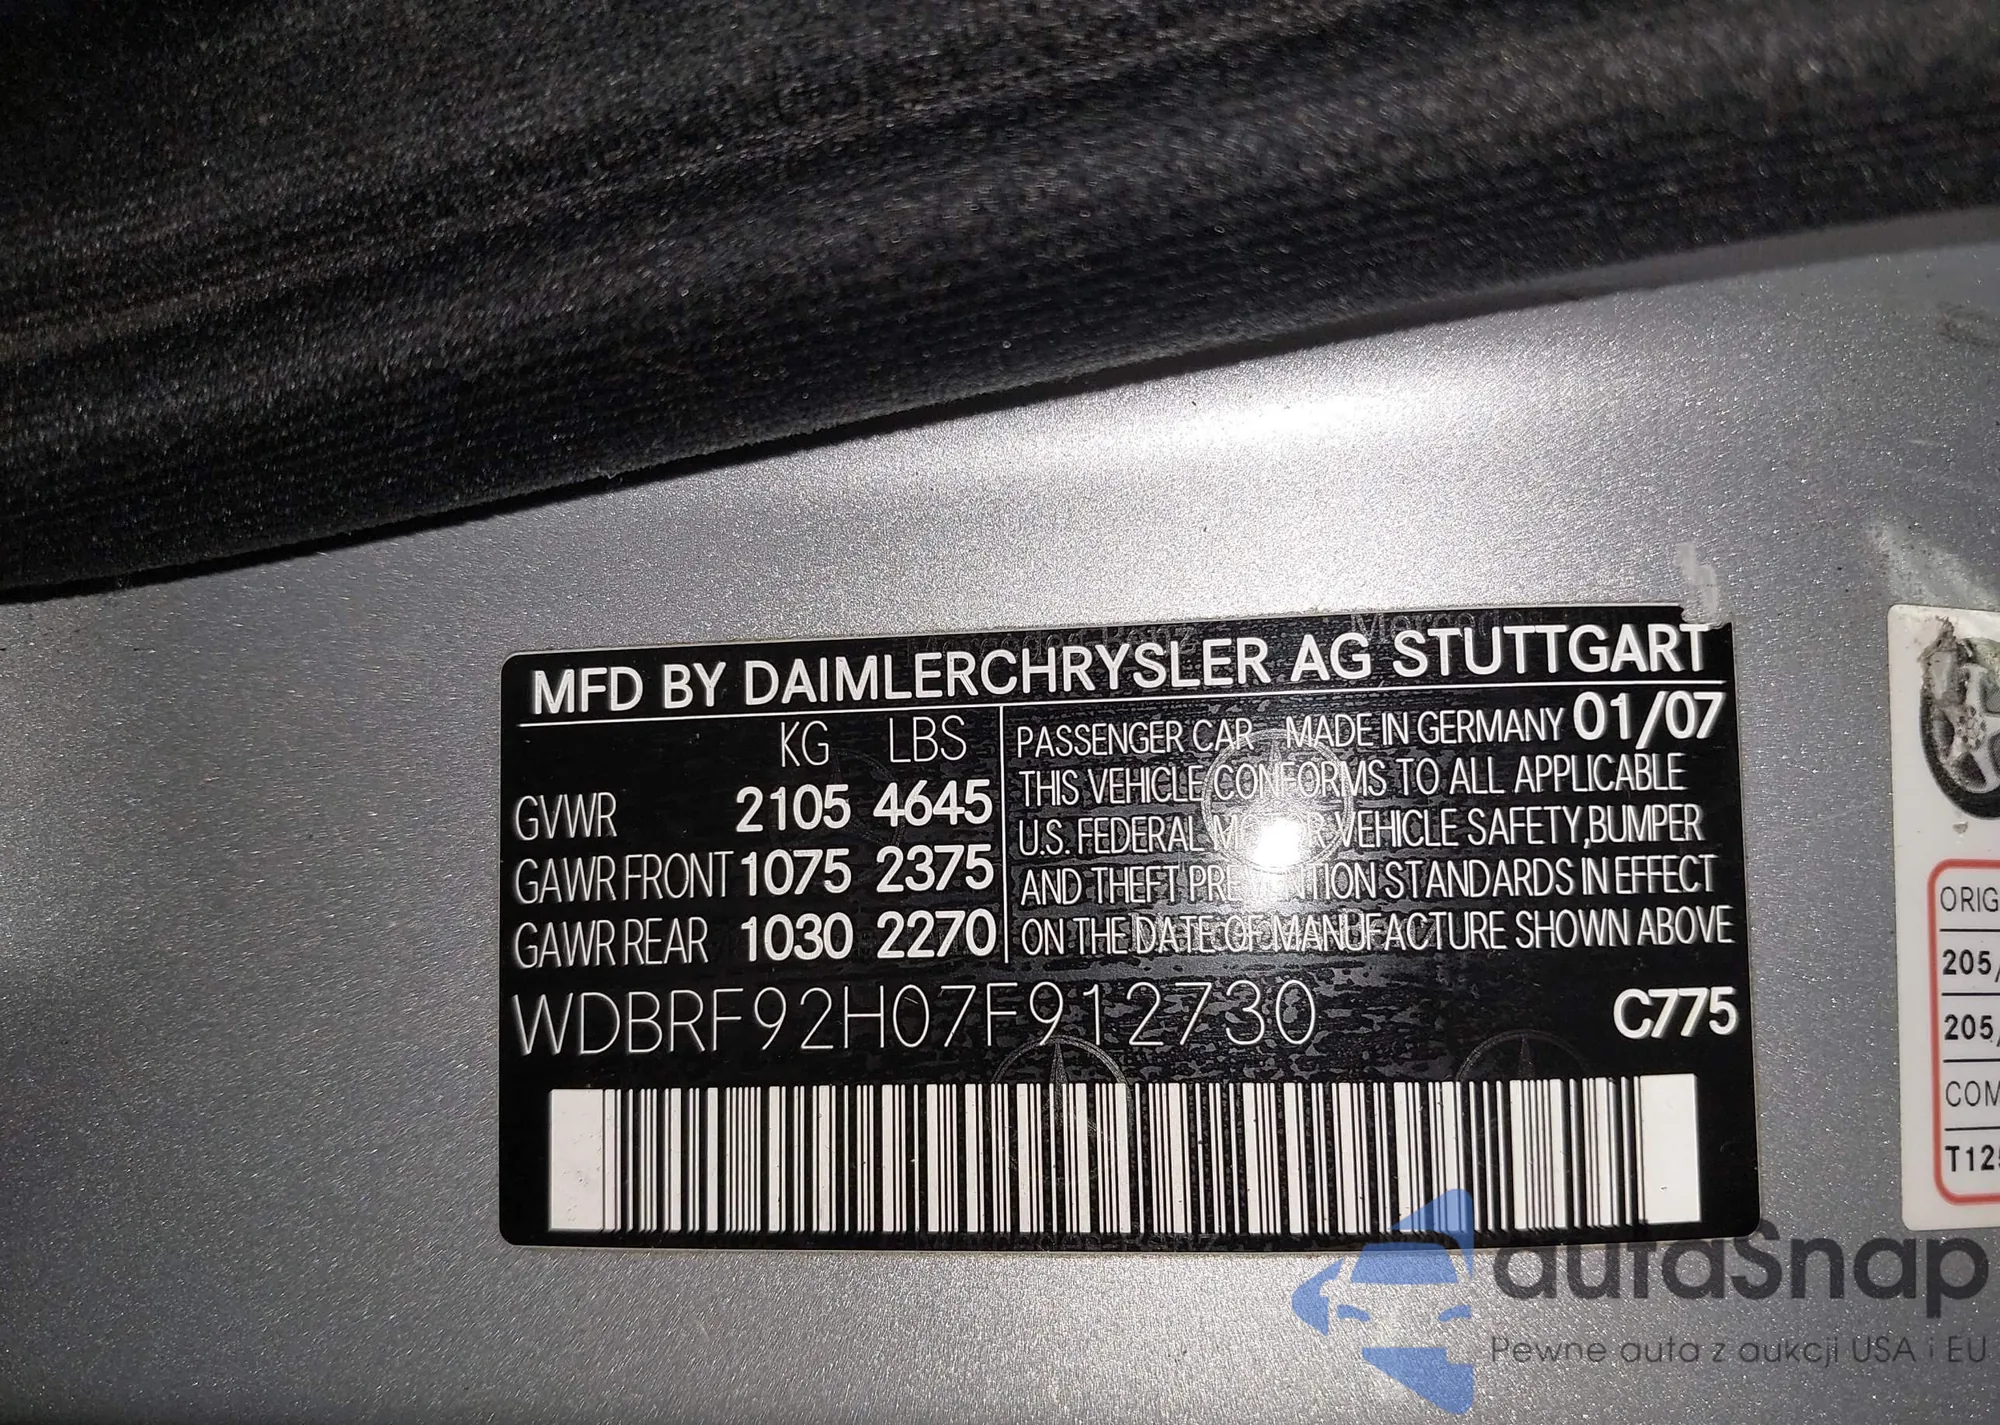 MFD BY DAIMLERCHRYSLER AG STUTTGART
KG LBS
GVWR 2105 4645
GAWR FRONT 1075 2375
GAWR REAR 1030 2270
PASSENGER CAR MADE IN GERMANY 01/07
THIS VEHICLE CONFORMS TO ALL APPLICABLE
U.S. FEDERAL MOTOR VEHICLE SAFETY, BUMPER
AND THEFT PREVENTION STANDARDS IN EFFECT
ON THE DATE OF MANUFACTURE SHOWN ABOVE
WDBRF92H07F912730 C775
ORIG
205/
205/
COM
T125
autaSnap
Pewne auta z aukcji USA i EU